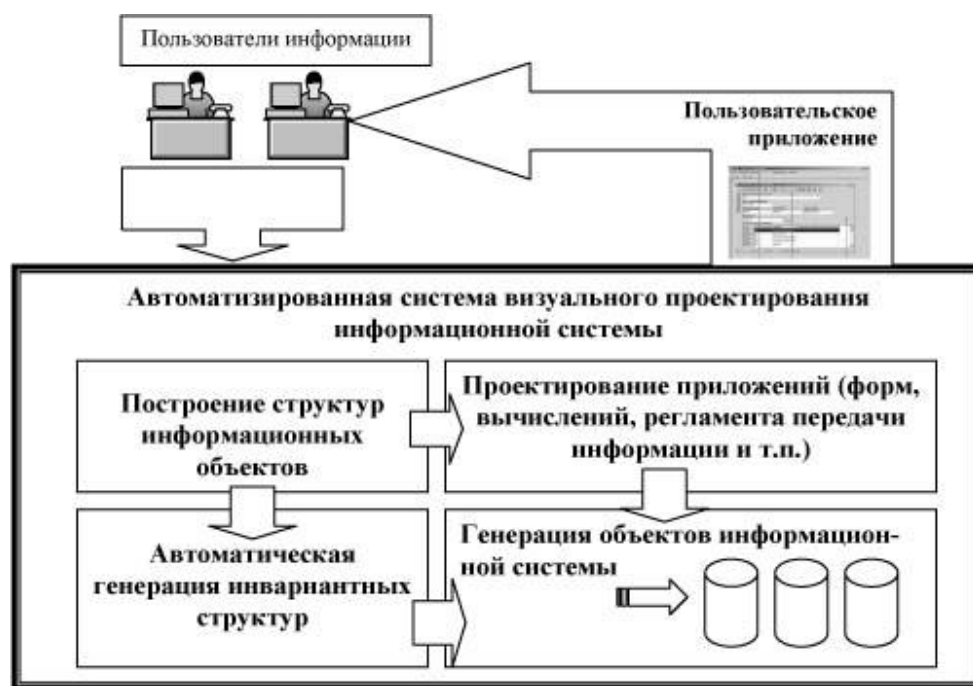 Пользователи информации
Пользовательское
приложение
Автоматизированная система визуального проектирования
информационной системы
Построение структур
информационных
объектов
Проектирование приложений (форм,
вычислений, регламента передачи
информации и т.п.)
Автоматическая
генерация инвариантных
структур
Генерация объектов информацион-
ной системы